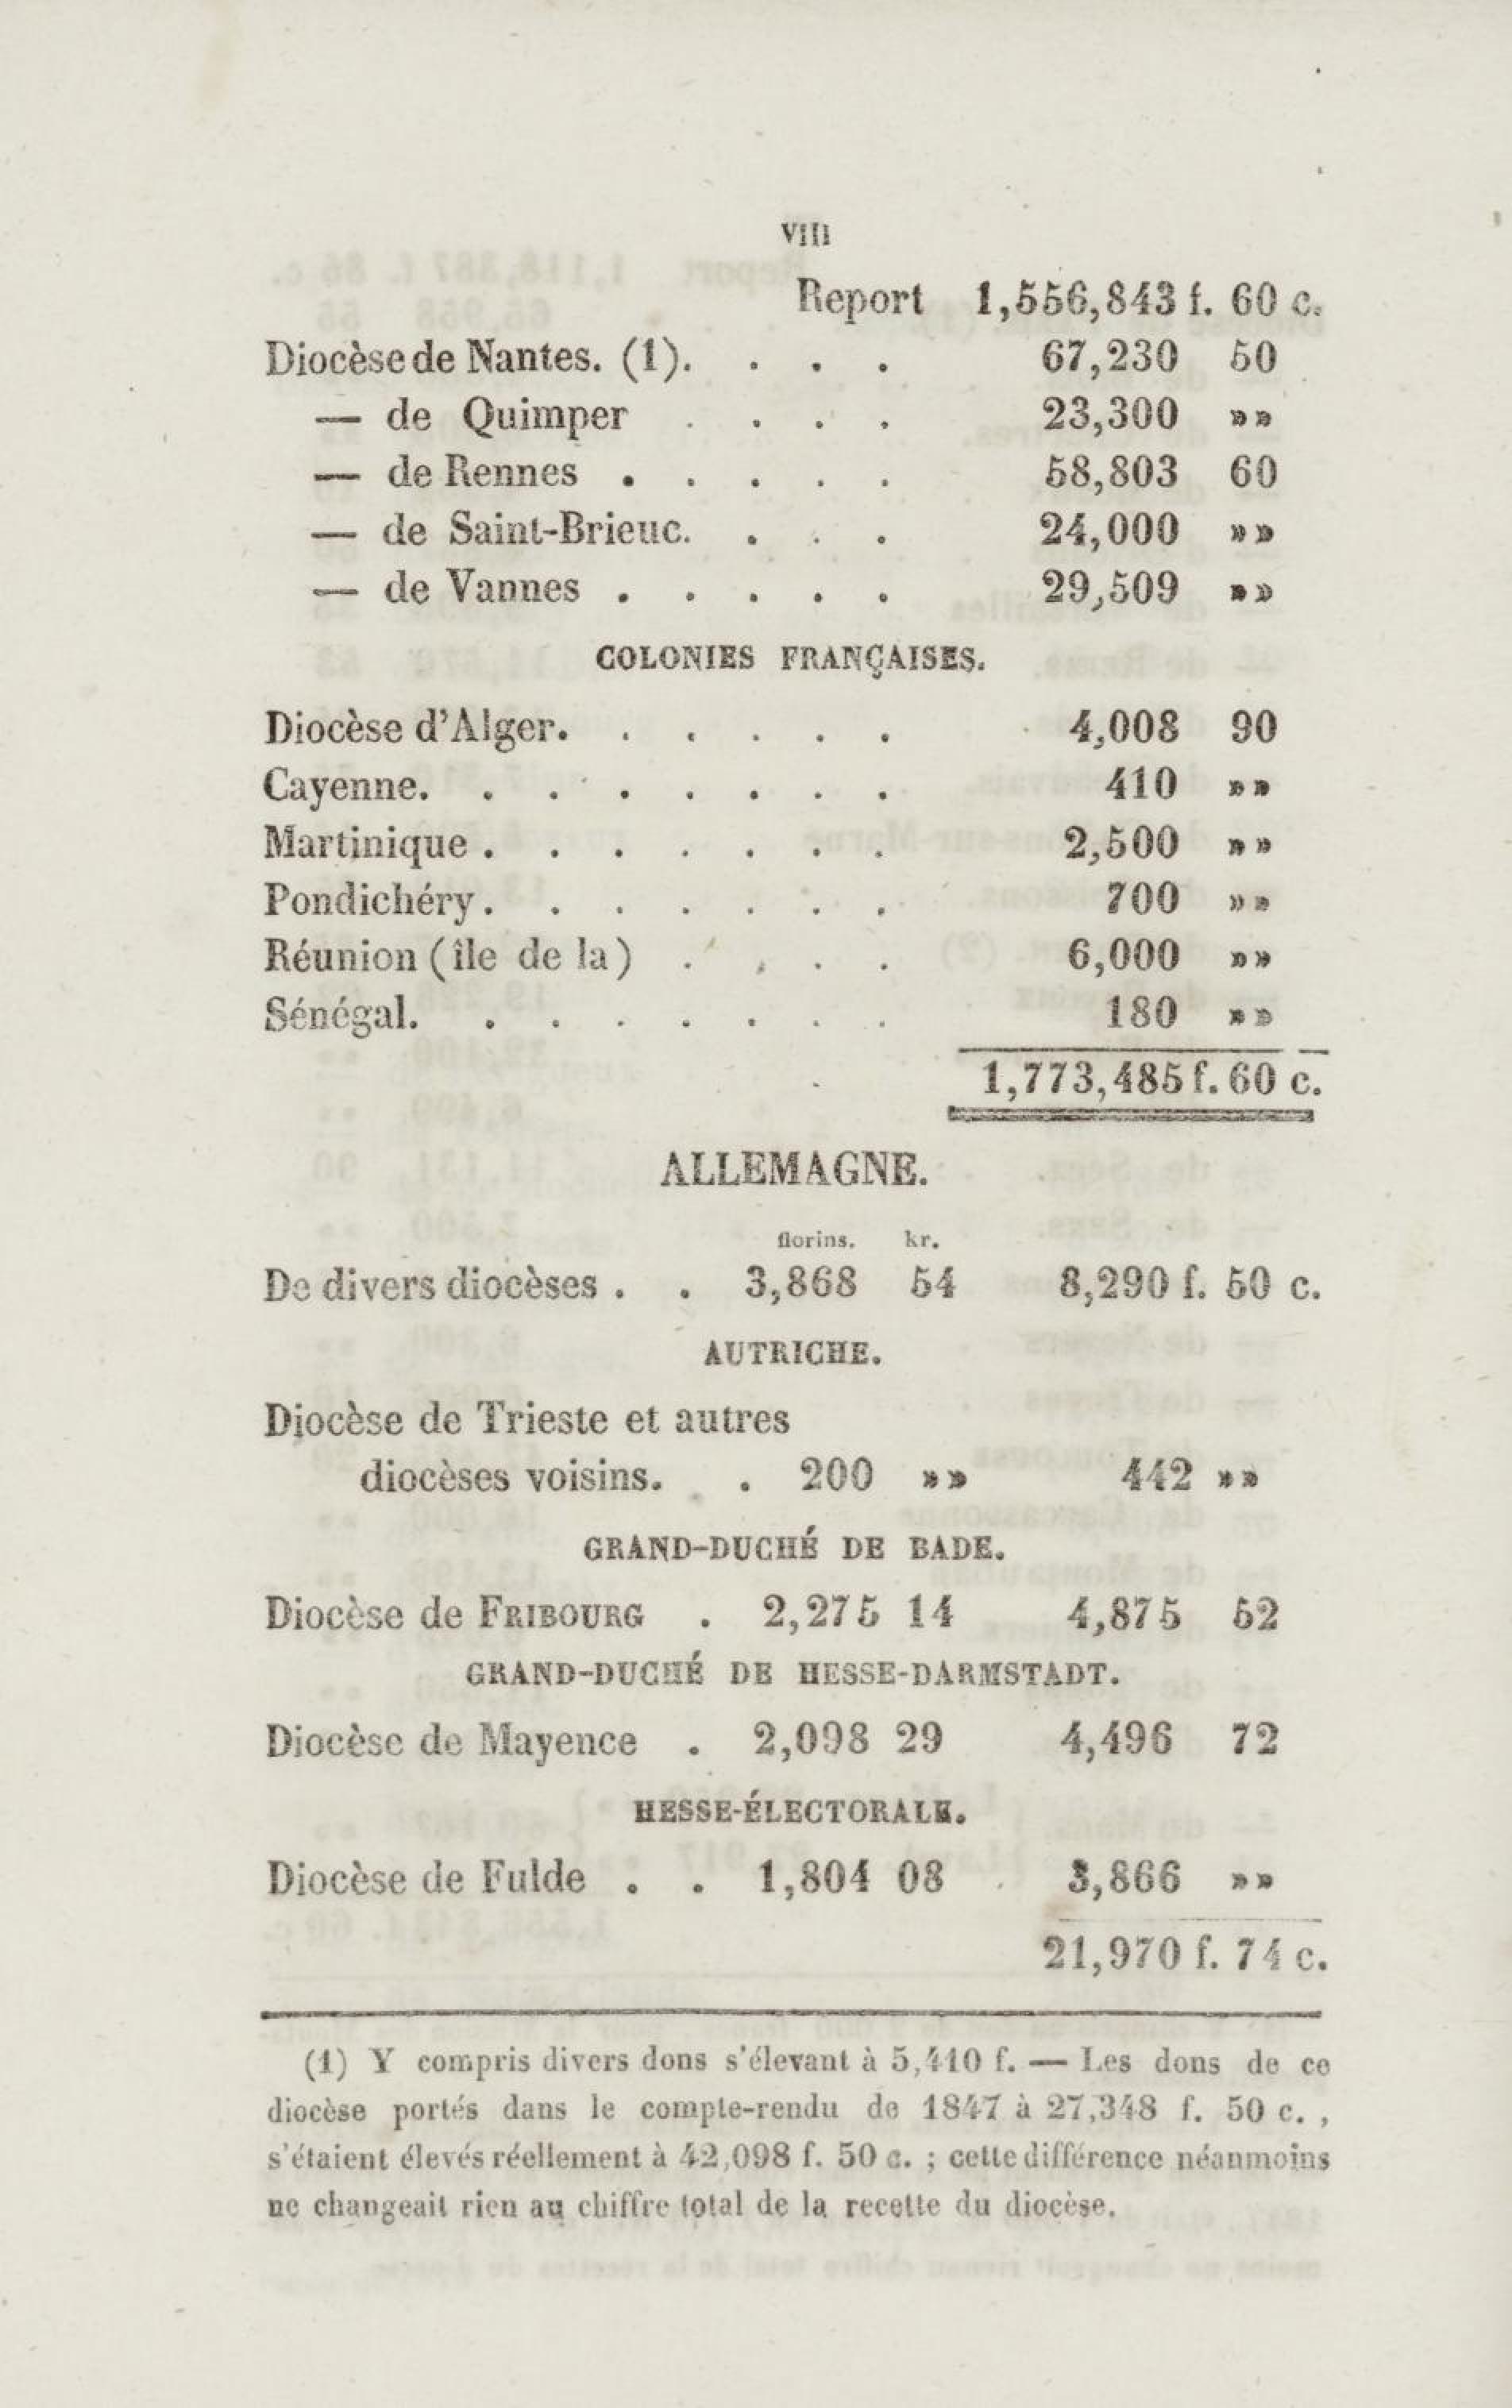 VIII
Report 1,556,843 f. 60 c.
Diocèse de Nantes. (1). . . . 67,230 50
— de Quimper . . . . 23,300 »»
— de Rennes . . . . . 58,803 60
— de Saint-Brieuc. . . . 24,000 »»
— de Vannes . . . . . 29,509 »»
COLONIES FRANÇAISES.
Diocèse d'Alger. . . . . . 4,008 90
Cayenne. . . . . . . . 410 »»
Martinique . . . . . . . 2,500 »»
Pondichéry . . . . . . . 700 »»
Réunion (île de la) . . . . 6,000 »»
Sénégal. . . . . . . . 180 »»
1,773,485 f. 60 c.
ALLEMAGNE.
florins. kr.
De divers diocèses . . 3,868 54 8,290 f. 50 c.
AUTRICHE.
Diocèse de Trieste et autres
diocèses voisins. . 200 »» 442 »»
GRAND-DUCHÉ DE BADE.
Diocèse de FRIBOURG . 2,275 14 4,875 52
GRAND-DUCHÉ DE HESSE-DARMSTADT.
Diocèse de Mayence . 2,098 29 4,496 72
HESSE-ÉLECTORALE.
Diocèse de Fulde . . 1,804 08 3,866 »»
21,970 f. 74 c.
(1) Y compris divers dons s'élevant à 5,410 f. — Les dons de ce
diocèse portés dans le compte-rendu de 1847 à 27,348 f. 50 c. ,
s'étaient élevés réellement à 42,098 f. 50 c. ; cette différence néanmoins
ne changeait rien au chiffre total de la recette du diocèse.